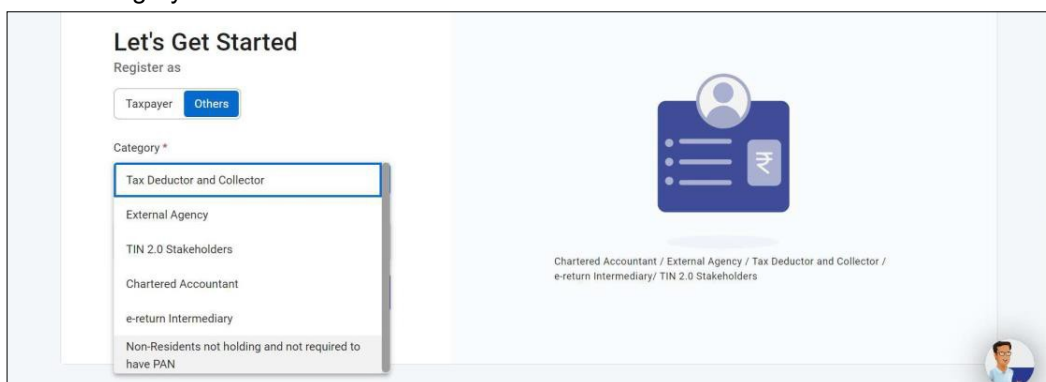 Let's Get Started
Register as
Taxpayer Others
Category *
Tax Deductor and Collector
External Agency
TIN 2.0 Stakeholders
Chartered Accountant
e-return Intermediary
Non-Residents not holding and not required to
have PAN
₹
Chartered Accountant / External Agency / Tax Deductor and Collector /
e-return Intermediary/ TIN 2.0 Stakeholders